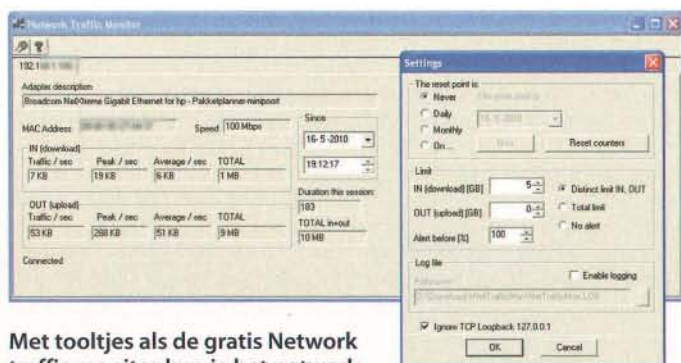 Network Traffic Monitor
192.1
Adapter description
Broadcom NetXtreme Gigabit Ethernet for hp - Pakketplanner-minipoort
MAC Address
Speed 100 Mbps
IN (download)
Traffic / sec Peak / sec Average / sec TOTAL
7 KB 19 KB 6 KB 1 MB
OUT (upload)
Traffic / sec Peak / sec Average / sec TOTAL
53 KB 268 KB 51 KB 9 MB
Connected
Since
16- 5 -2010
19:12:17
Duration this session:
183
TOTAL in+out
10 MB
Settings
The reset point is:
Never
Daily
16- 5 -2010
Monthly
On ...
Now Reset counters
Limit
IN (download) [GB] 5 Distinct limit IN, OUT
OUT (upload) [GB] 0 Total limit
Alert before [%] 100 No alert
Log file
Enable logging
Ignore TCP Loopback 127.0.0.1
OK Cancel
Met tooltjes als de gratis Network